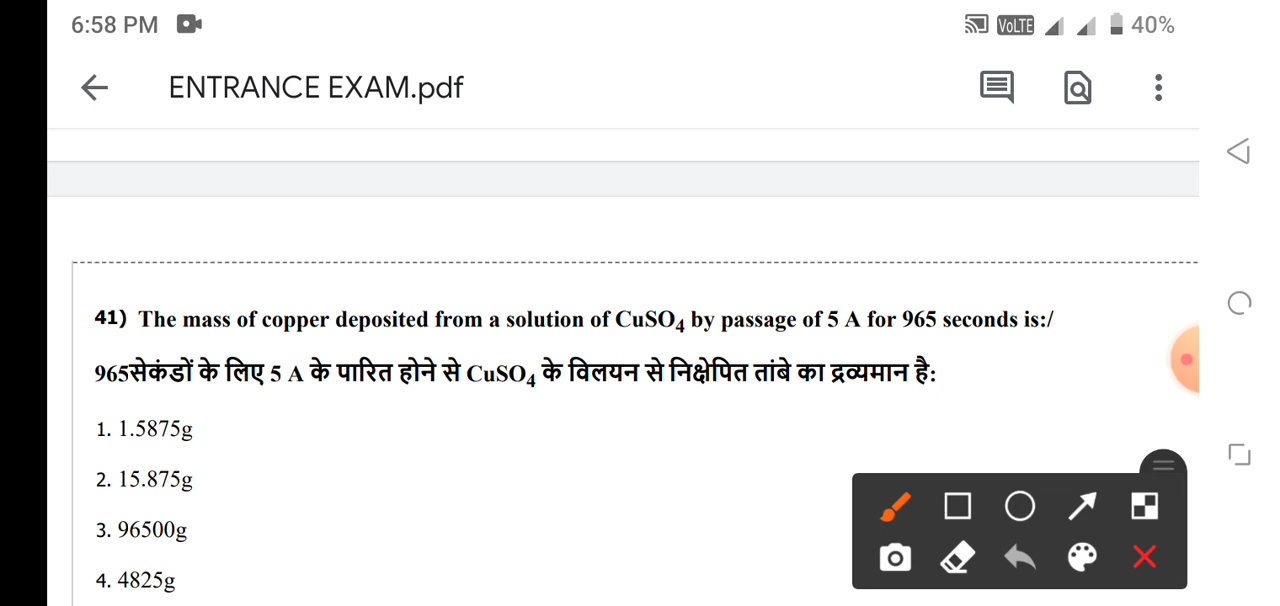 6:58 PM VoLTE 40%
ENTRANCE EXAM.pdf
41) The mass of copper deposited from a solution of CuSO₄ by passage of 5 A for 965 seconds is:/
965सेकंडों के लिए 5 A के पारित होने से CuSO₄ के विलयन से निक्षेपित तांबे का द्रव्यमान है:
1. 1.5875g
2. 15.875g
3. 96500g
4. 4825g